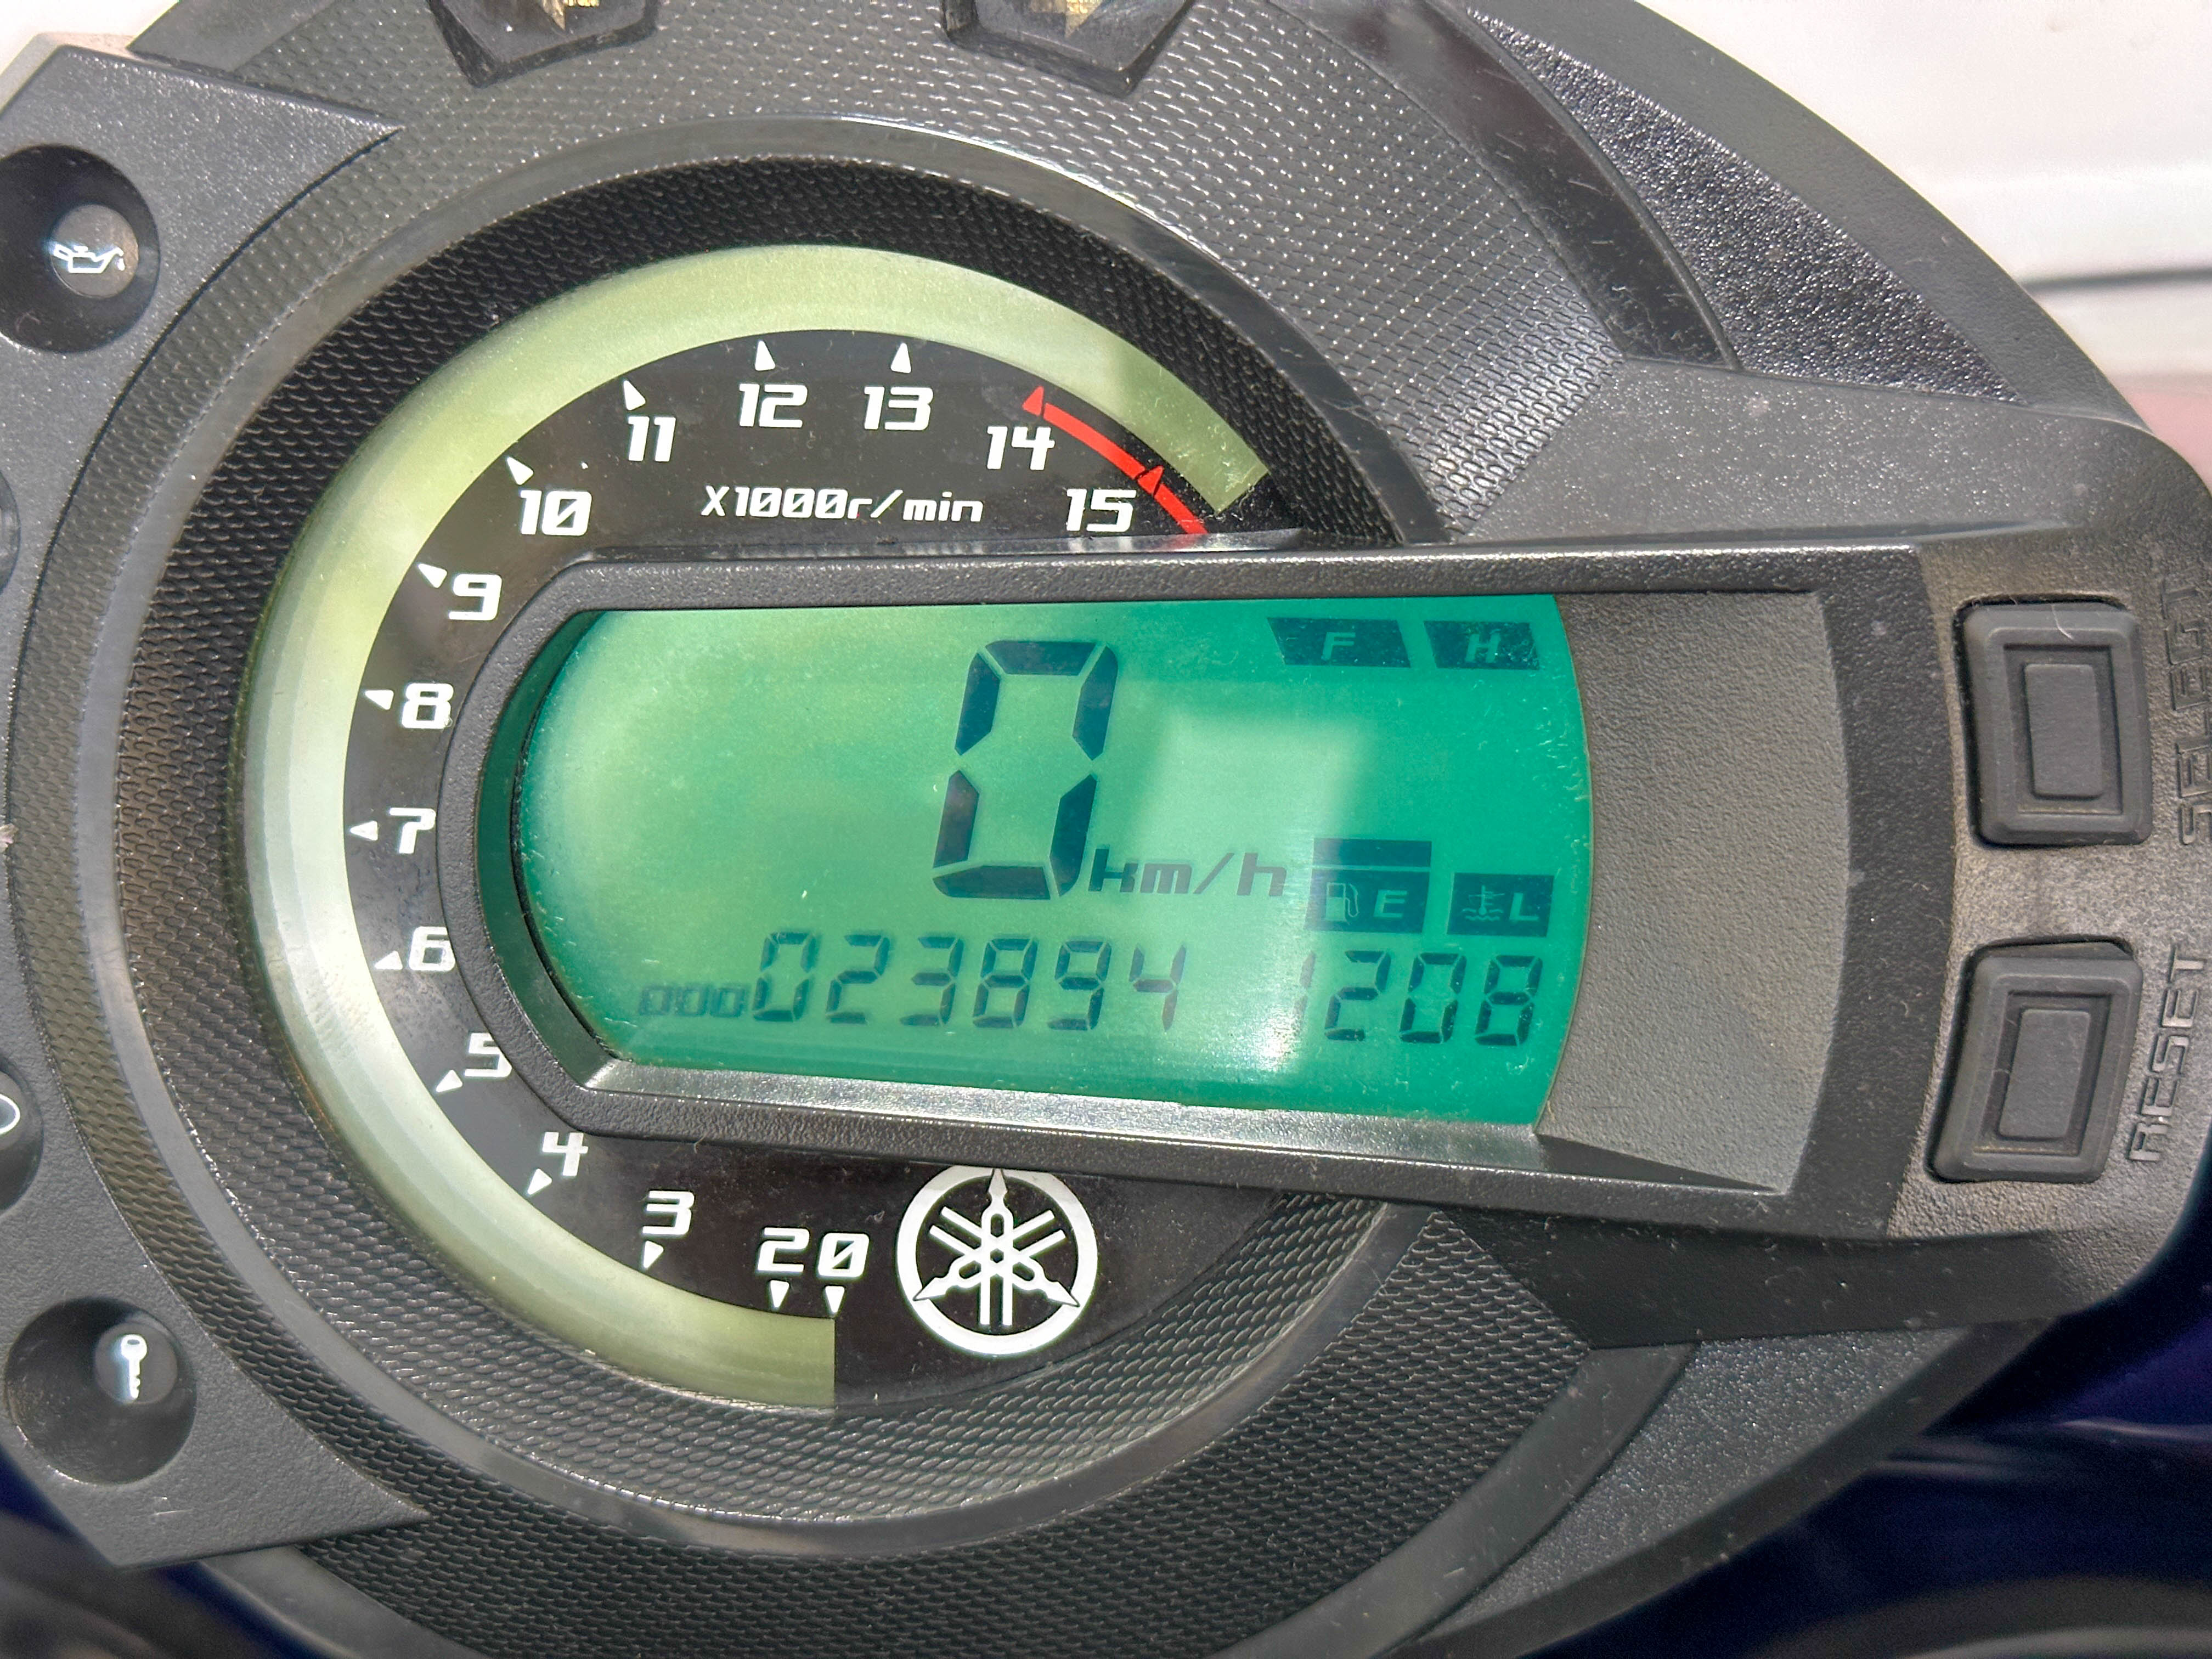 11 12 13 14
10 X1000r/min 15
9
8
7
6
5
4
3
2 0
F H
0 km/h
E L
000023894 1208
SELECT
RESET